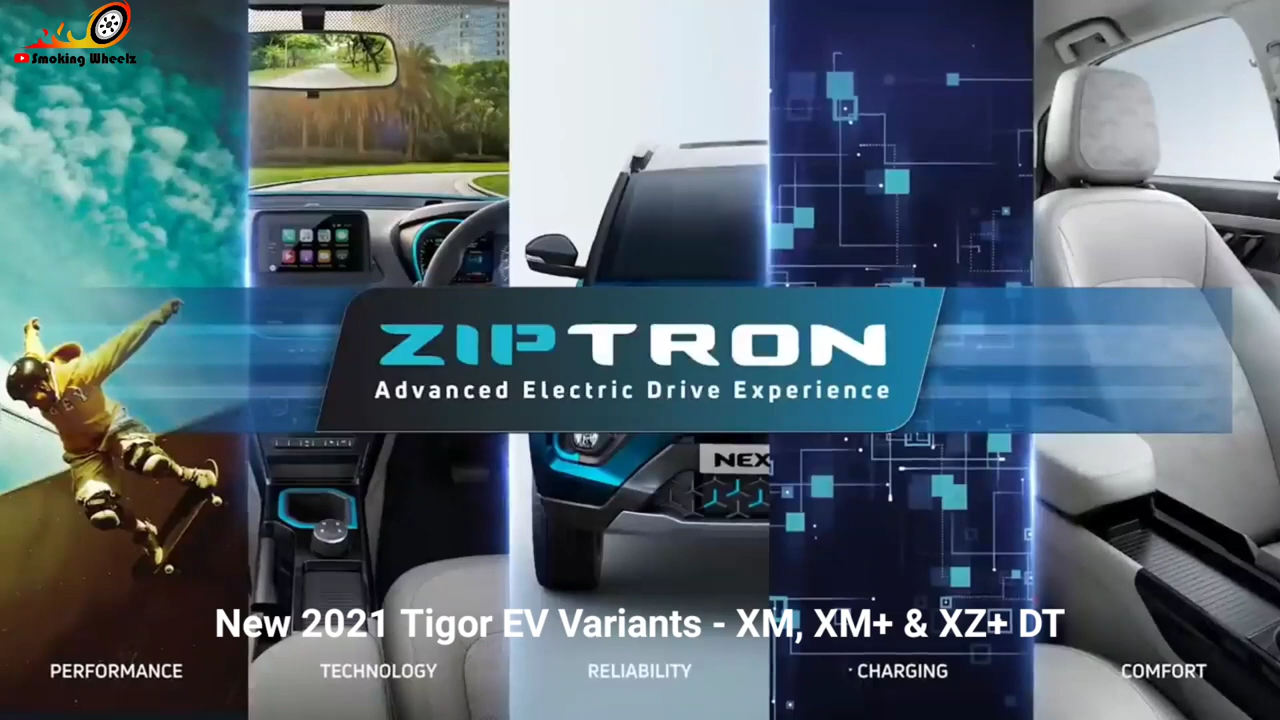 Smoking Wheelz
ZIPTRON
Advanced Electric Drive Experience
NEX
New 2021 Tigor EV Variants - XM, XM+ & XZ+ DT
PERFORMANCE
TECHNOLOGY
RELIABILITY
CHARGING
COMFORT